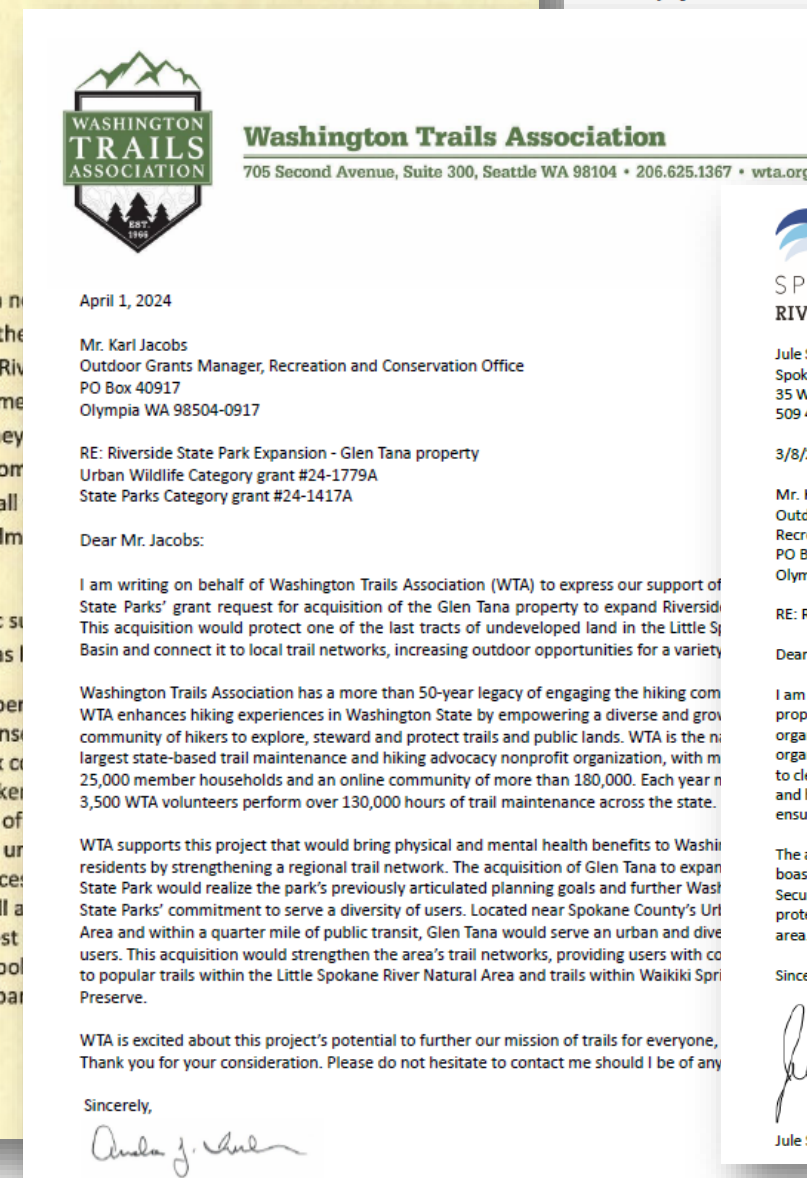 WASHINGTON
TRAILS
ASSOCIATION
EST.
1966
Washington Trails Association
705 Second Avenue, Suite 300, Seattle WA 98104 • 206.625.1367 • wta.org
April 1, 2024
Mr. Karl Jacobs
Outdoor Grants Manager, Recreation and Conservation Office
PO Box 40917
Olympia WA 98504-0917
RE: Riverside State Park Expansion - Glen Tana property
Urban Wildlife Category grant #24-1779A
State Parks Category grant #24-1417A
Dear Mr. Jacobs:
I am writing on behalf of Washington Trails Association (WTA) to express our support of
State Parks' grant request for acquisition of the Glen Tana property to expand Riversid
This acquisition would protect one of the last tracts of undeveloped land in the Little S
Basin and connect it to local trail networks, increasing outdoor opportunities for a variety
Washington Trails Association has a more than 50-year legacy of engaging the hiking com
WTA enhances hiking experiences in Washington State by empowering a diverse and grov
community of hikers to explore, steward and protect trails and public lands. WTA is the n
largest state-based trail maintenance and hiking advocacy nonprofit organization, with m
25,000 member households and an online community of more than 180,000. Each year
3,500 WTA volunteers perform over 130,000 hours of trail maintenance across the state.
WTA supports this project that would bring physical and mental health benefits to Washi
residents by strengthening a regional trail network. The acquisition of Glen Tana to expan
State Park would realize the park's previously articulated planning goals and further Wash
State Parks' commitment to serve a diversity of users. Located near Spokane County's Url
Area and within a quarter mile of public transit, Glen Tana would serve an urban and dive
users. This acquisition would strengthen the area's trail networks, providing users with co
to popular trails within the Little Spokane River Natural Area and trails within Waikiki Spri
Preserve.
WTA is excited about this project's potential to further our mission of trails for everyone,
Thank you for your consideration. Please do not hesitate to contact me should I be of any
Sincerely,
S P
RIV
Jule
Spok
35 W
509 4
3/8/
Mr.
Outd
Recr
PO B
Olym
RE: R
Dear
I am
prop
orga
orga
to cle
and
ensu
The a
boas
Secu
prote
area
Since
Jule